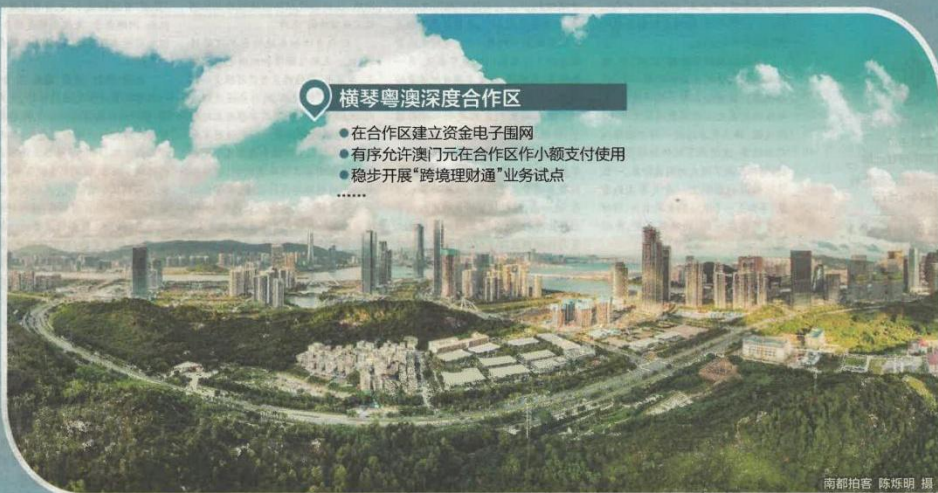 横琴粤澳深度合作区
●在合作区建立资金电子围网
●有序允许澳门元在合作区作小额支付使用
●稳步开展“跨境理财通”业务试点
……
南都拍客 陈烁明 摄